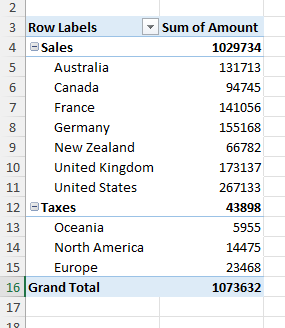 2
3 Row Labels Sum of Amount
4 Sales 1029734
5 Australia 131713
6 Canada 94745
7 France 141056
8 Germany 155168
9 New Zealand 66782
10 United Kingdom 173137
11 United States 267133
12 Taxes 43898
13 Oceania 5955
14 North America 14475
15 Europe 23468
16 Grand Total 1073632
17
18